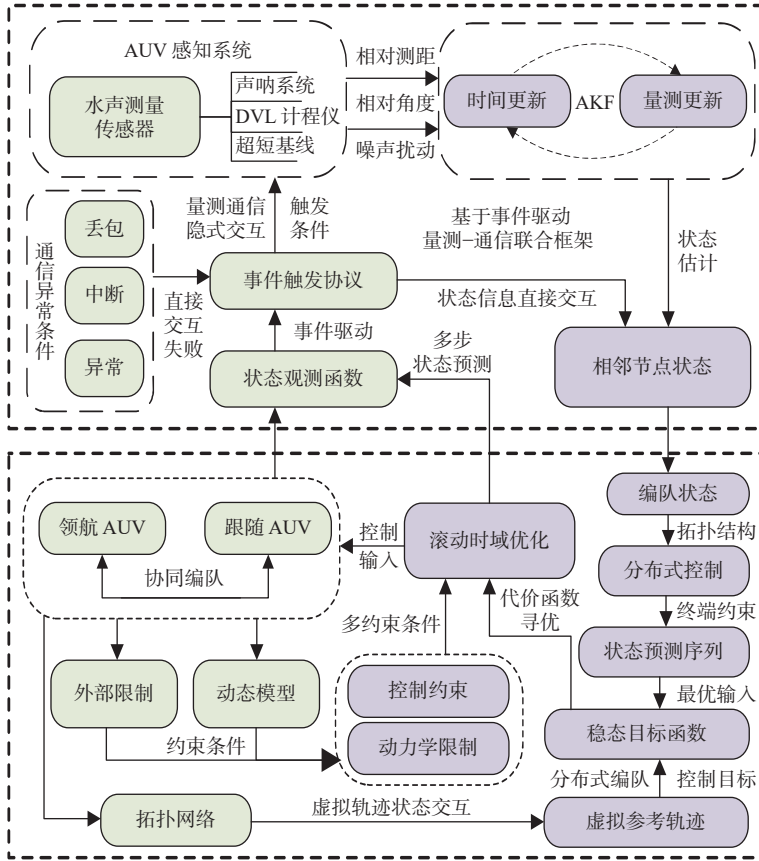 AUV 感知系统
水声测量
传感器
声呐系统
DVL 计程仪
超短基线
相对测距
相对角度
噪声扰动
时间更新
AKF
量测更新
通信异常条件
丢包
中断
异常
直接
交互
失败
量测通信
隐式交互
触发
条件
事件触发协议
事件驱动
状态观测函数
基于事件驱动
量测–通信联合框架
状态信息直接交互
多步
状态预测
状态
估计
相邻节点状态
领航 AUV
跟随 AUV
协同编队
控制
输入
滚动时域优化
编队状态
拓扑结构
分布式控制
终端约束
状态预测序列
最优输入
稳态目标函数
代价函数
寻优
多约束条件
外部限制
动态模型
约束条件
控制约束
动力学限制
分布式编队
控制目标
拓扑网络
虚拟轨迹状态交互
虚拟参考轨迹